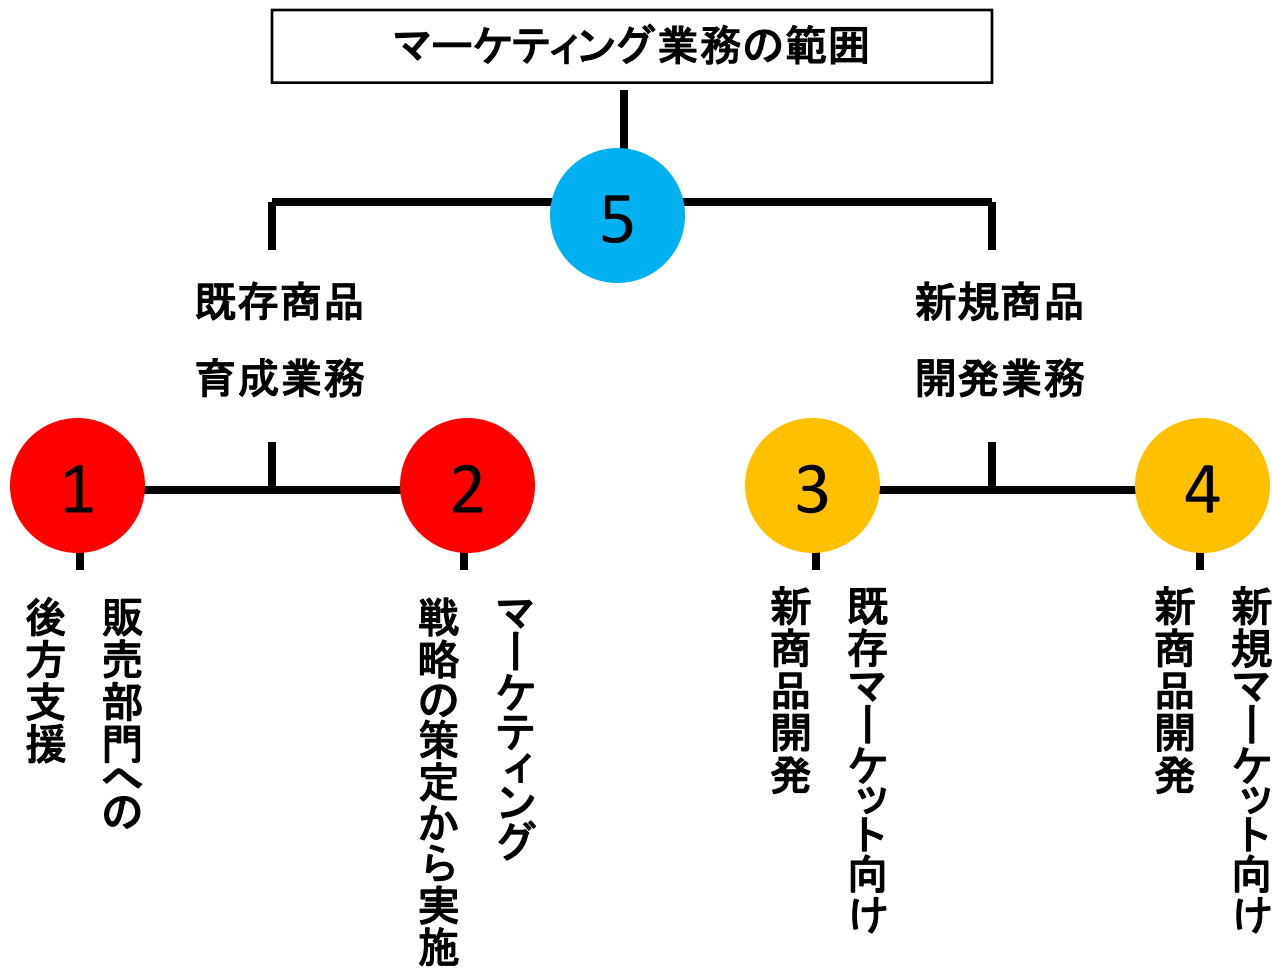 マーケティング業務の範囲
5
既存商品
育成業務
新規商品
開発業務
1
2
3
4
販売部門への
後方支援
マーケティング
戦略の策定から実施
既存マーケット向け
新商品開発
新規マーケット向け
新商品開発